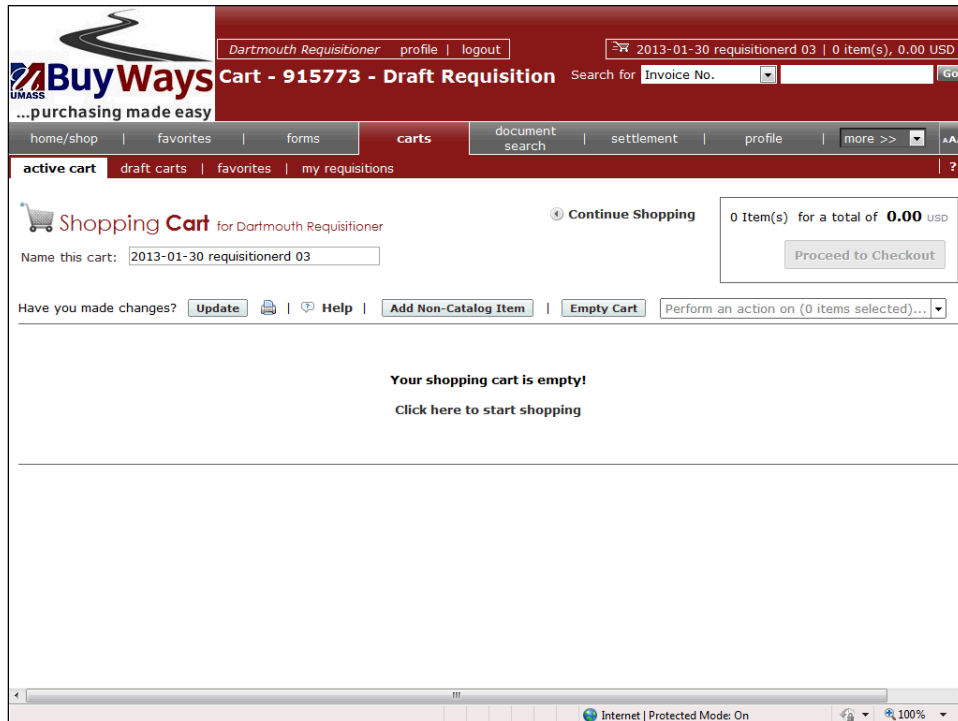 Dartmouth Requisitioner profile | logout
2013-01-30 requisitionerd 03 | 0 item(s), 0.00 USD
UMASS BuyWays
...purchasing made easy
Cart - 915773 - Draft Requisition Search for Invoice No. Go
home/shop | favorites | forms carts document search | settlement | profile | more >> AA
active cart draft carts | favorites | my requisitions | ?
Shopping Cart for Dartmouth Requisitioner
Continue Shopping
0 Item(s) for a total of 0.00 USD
Name this cart: 2013-01-30 requisitionerd 03
Proceed to Checkout
Have you made changes? Update | Help | Add Non-Catalog Item | Empty Cart Perform an action on (0 items selected)...
Your shopping cart is empty!
Click here to start shopping
Internet | Protected Mode: On 100%